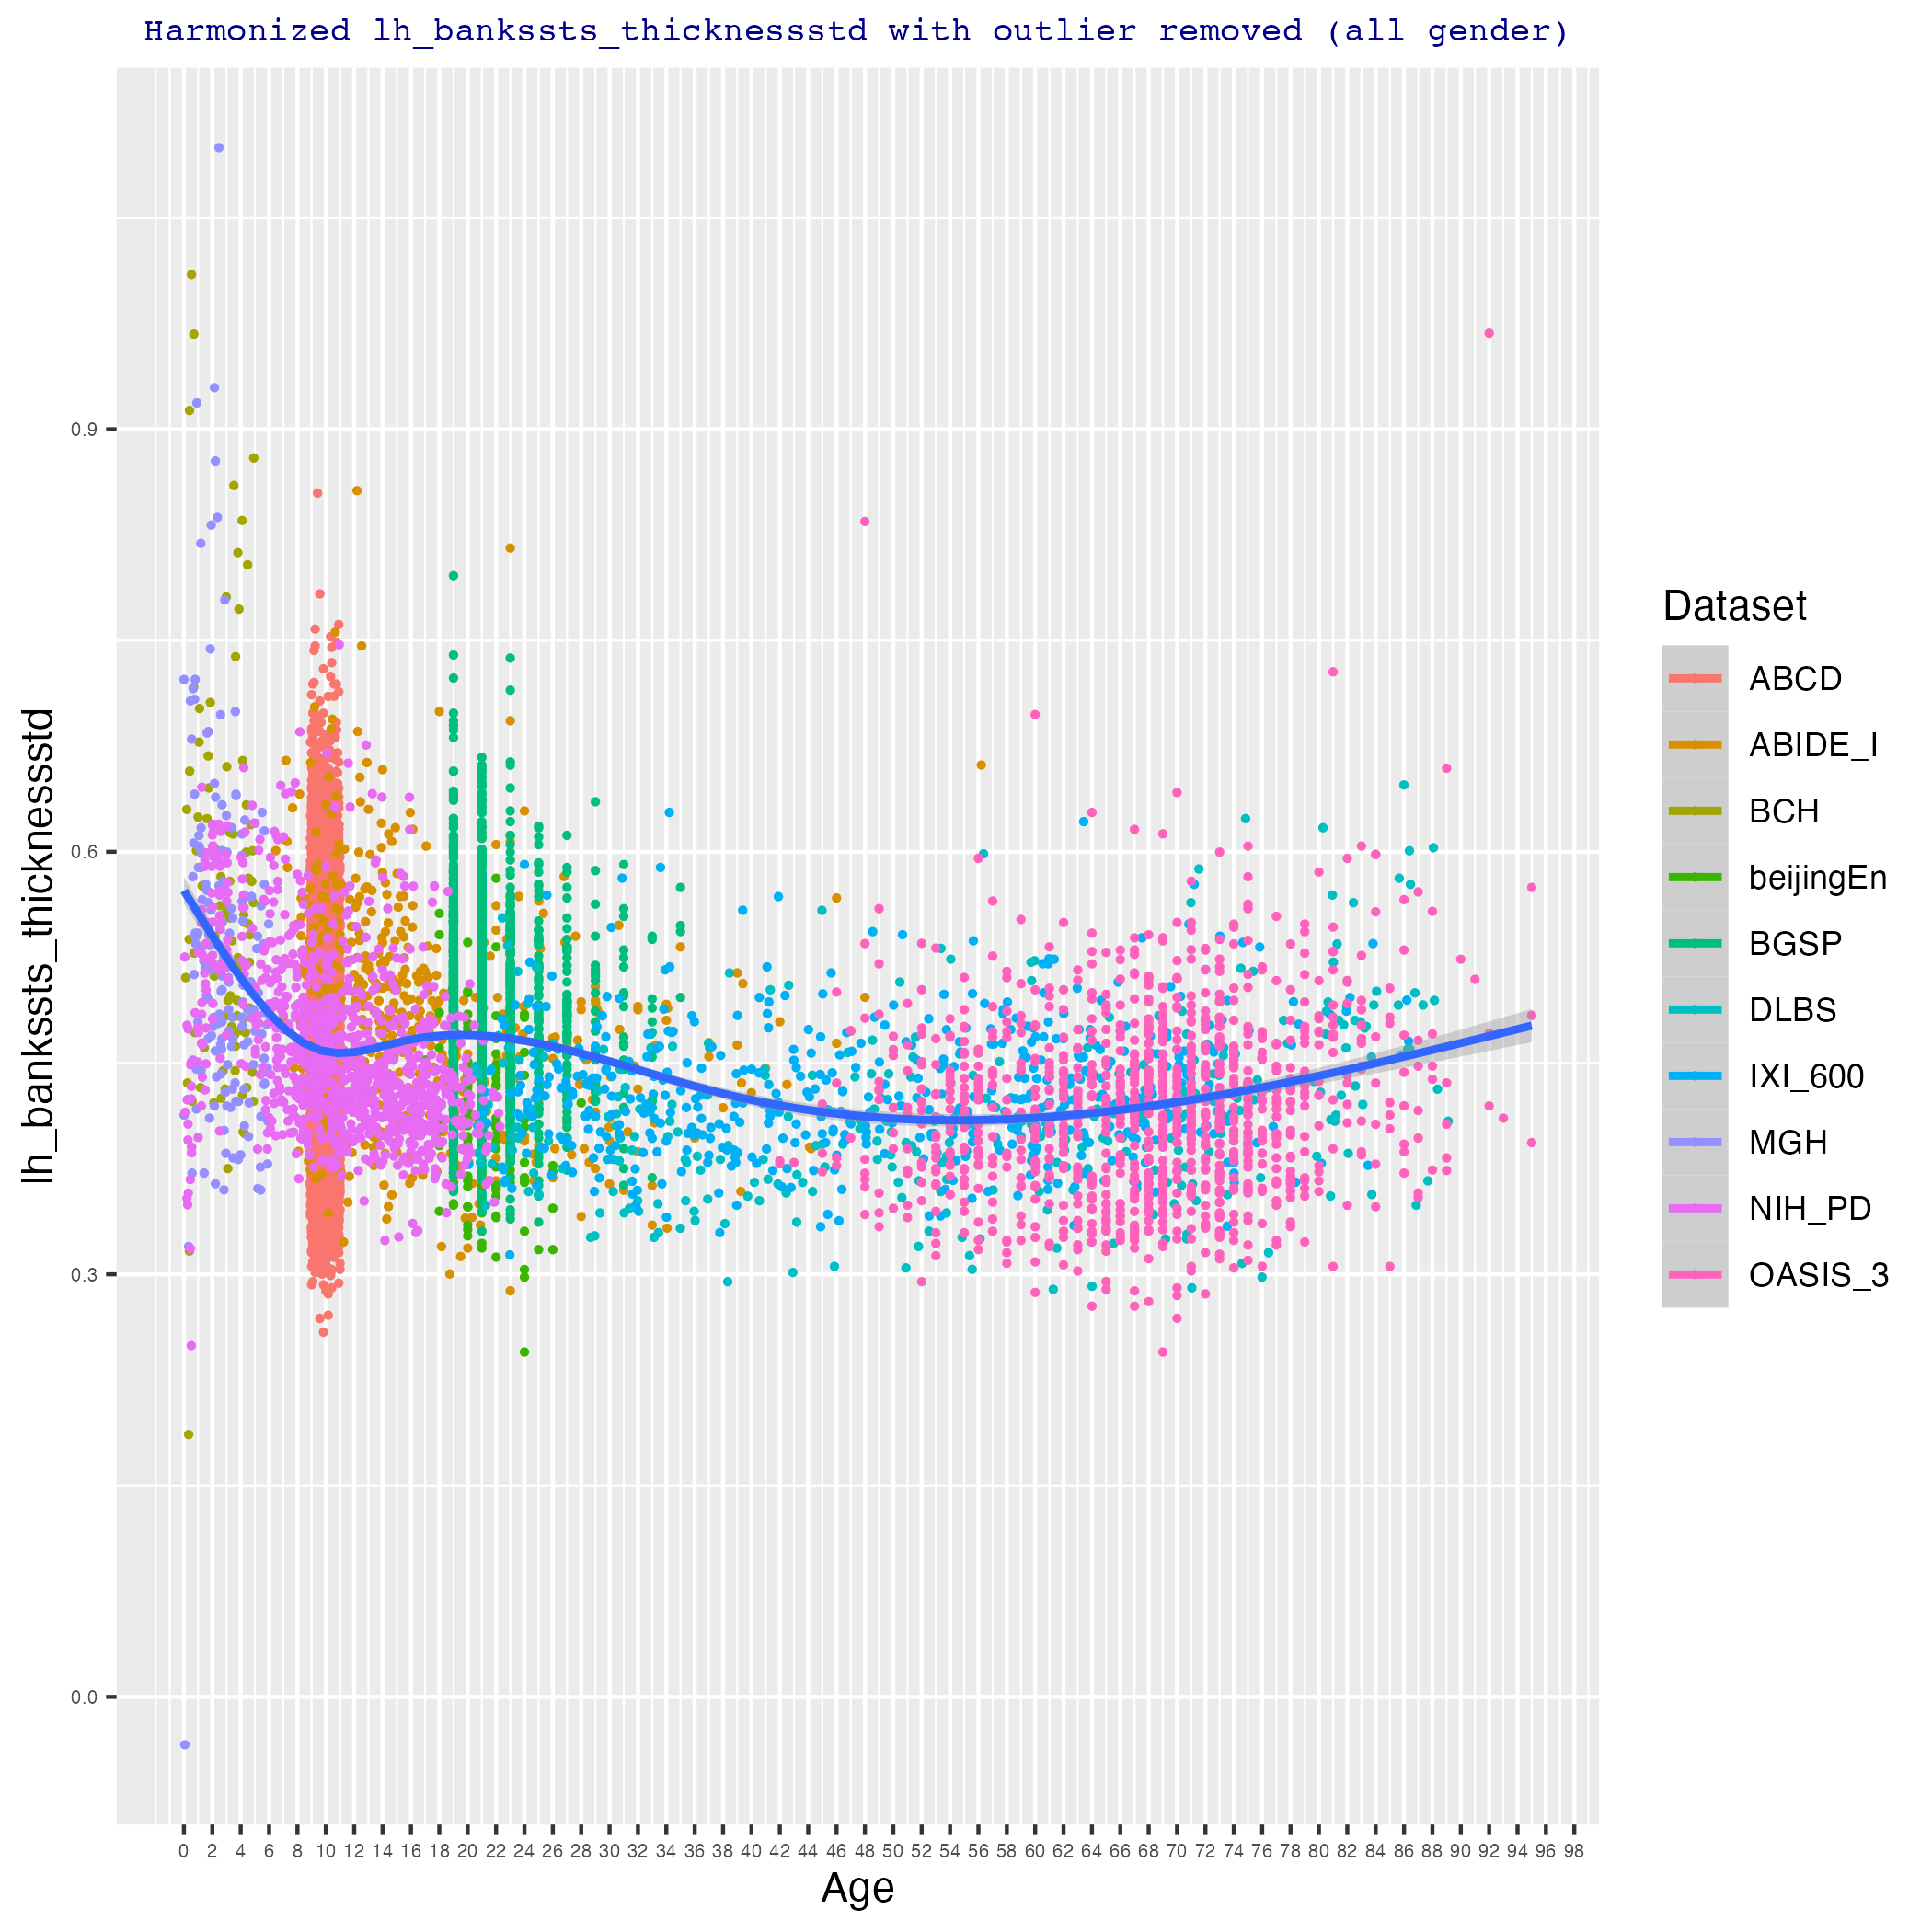 Harmonized lh_bankssts_thicknessstd with outlier removed (all gender)
lh_bankssts_thicknessstd
0.9
0.6
0.3
0.0
0 2 4 6 8 10 12 14 16 18 20 22 24 26 28 30 32 34 36 38 40 42 44 46 48 50 52 54 56 58 60 62 64 66 68 70 72 74 76 78 80 82 84 86 88 90 92 94 96 98
Age
Dataset
ABCD
ABIDE_I
BCH
beijingEn
BGSP
DLBS
IXI_600
MGH
NIH_PD
OASIS_3